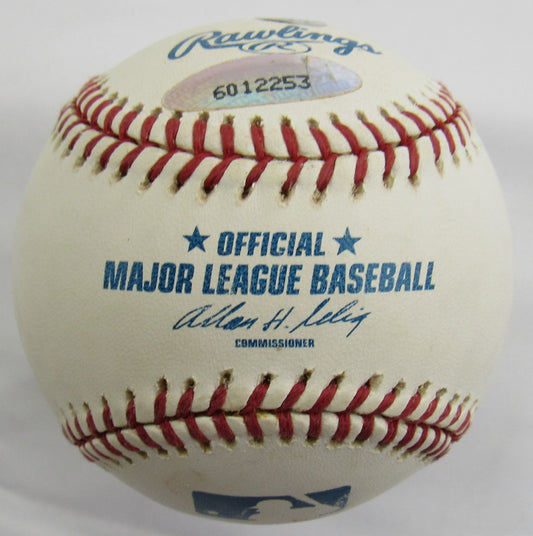 Rawlings
R
6012253
★ OFFICIAL ★
MAJOR LEAGUE BASEBALL
Allan H. Selig
COMMISSIONER